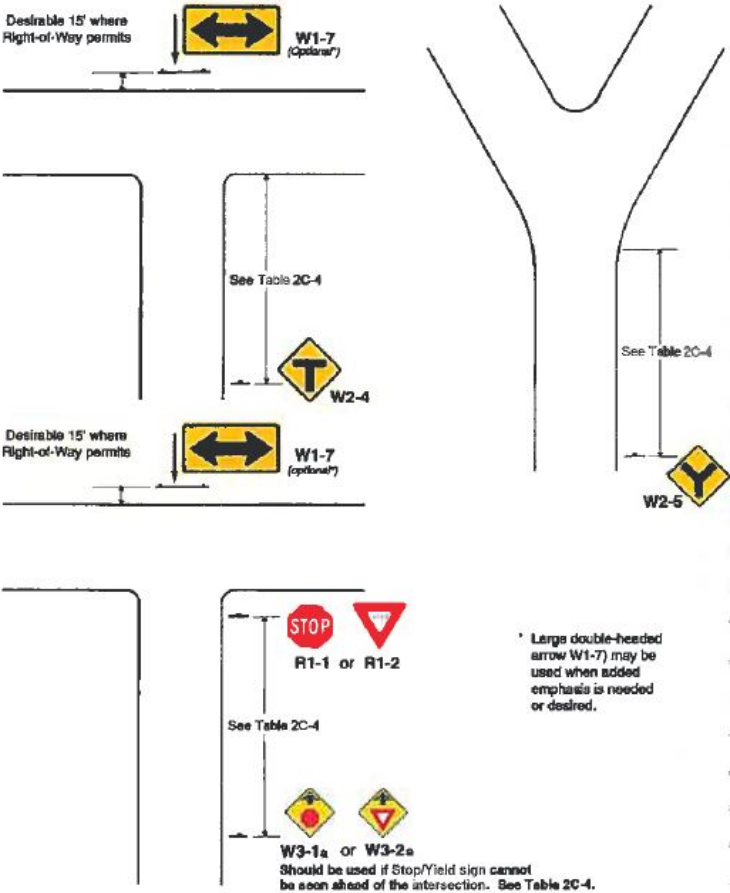 Desirable 15' where
Right-of-Way permits
W1-7
(Optional*)
See Table 2C-4
W2-4
See Table 2C-4
W2-5
Desirable 15' where
Right-of-Way permits
W1-7
(optional*)
STOP
R1-1 or R1-2
See Table 2C-4
W3-1a or W3-2a
Should be used if Stop/Yield sign cannot
be seen ahead of the intersection. See Table 2C-4.
* Large double-headed
arrow W1-7) may be
used when added
emphasis is needed
or desired.